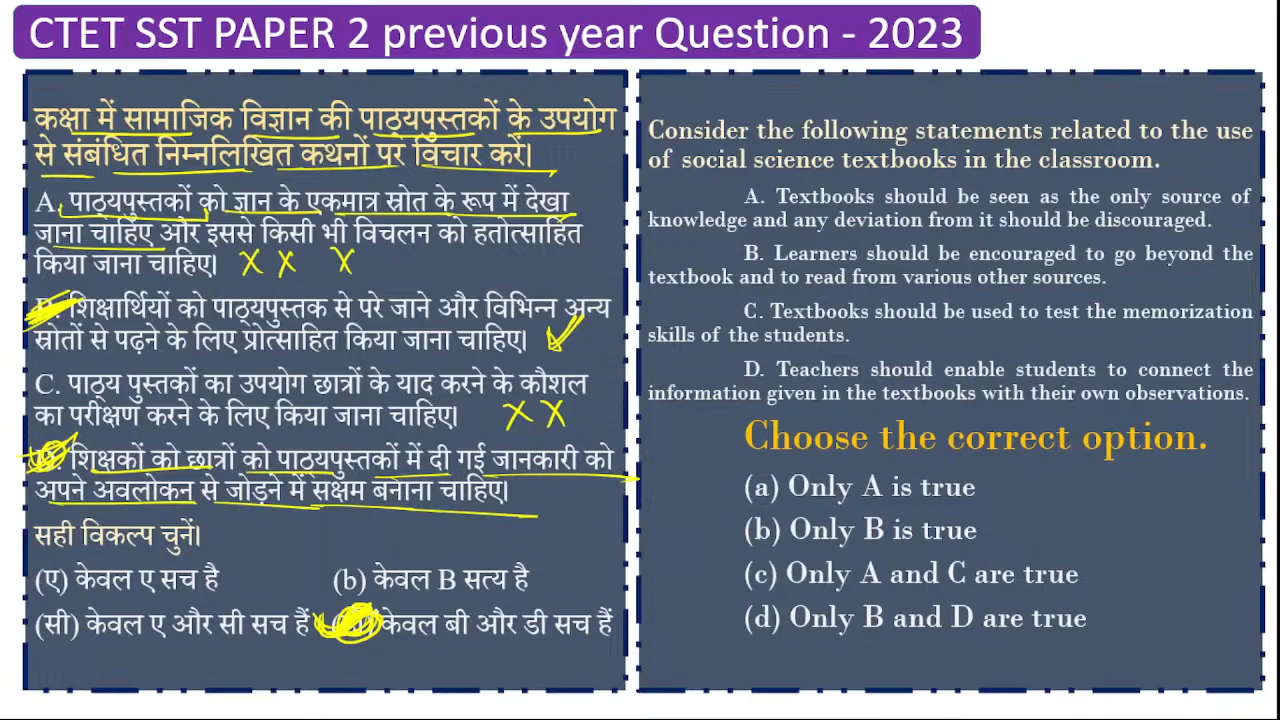 CTET SST PAPER 2 previous year Question - 2023
कक्षा में सामाजिक विज्ञान की पाठ्यपुस्तकों के उपयोग
से संबंधित निम्नलिखित कथनों पर विचार करें।
A. पाठ्यपुस्तकों को ज्ञान के एकमात्र स्रोत के रूप में देखा
जाना चाहिए और इससे किसी भी विचलन को हतोत्साहित
किया जाना चाहिए।
शिक्षार्थियों को पाठ्यपुस्तक से परे जाने और विभिन्न अन्य
स्रोतों से पढ़ने के लिए प्रोत्साहित किया जाना चाहिए।
C. पाठ्य पुस्तकों का उपयोग छात्रों के याद करने के कौशल
का परीक्षण करने के लिए किया जाना चाहिए।
शिक्षकों को छात्रों को पाठ्यपुस्तकों में दी गई जानकारी को
अपने अवलोकन से जोड़ने में सक्षम बनाना चाहिए।
सही विकल्प चुनें।
(ए) केवल ए सच है (b) केवल B सत्य है
(सी) केवल ए और सी सच हैं केवल बी और डी सच हैं
Consider the following statements related to the use
of social science textbooks in the classroom.
A. Textbooks should be seen as the only source of
knowledge and any deviation from it should be discouraged.
B. Learners should be encouraged to go beyond the
textbook and to read from various other sources.
C. Textbooks should be used to test the memorization
skills of the students.
D. Teachers should enable students to connect the
information given in the textbooks with their own observations.
Choose the correct option.
(a) Only A is true
(b) Only B is true
(c) Only A and C are true
(d) Only B and D are true